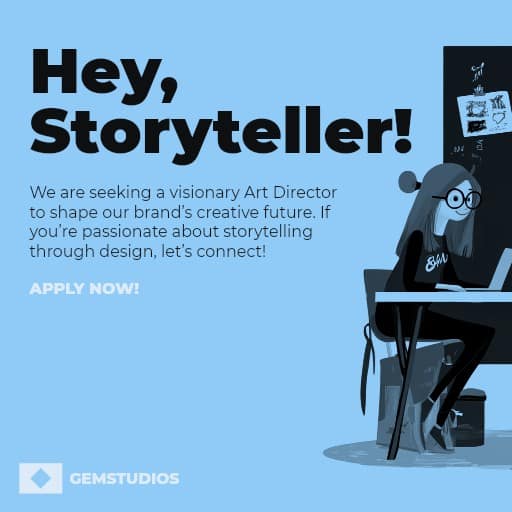 Hey,
Storyteller!
We are seeking a visionary Art Director
to shape our brand’s creative future. If
you’re passionate about storytelling
through design, let’s connect!
APPLY NOW!
GEMSTUDIOS